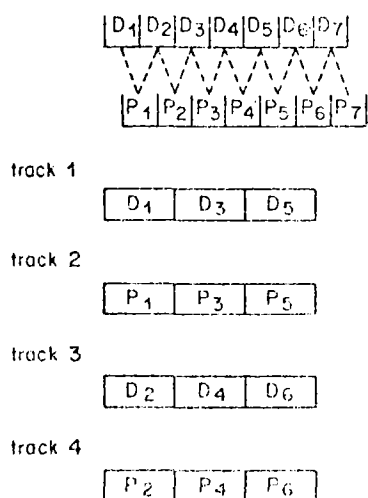 D1 D2 D3 D4 D5 D6 D7
P1 P2 P3 P4 P5 P6 P7
track 1
D1 D3 D5
track 2
P1 P3 P5
track 3
D2 D4 D6
track 4
P2 P4 P6